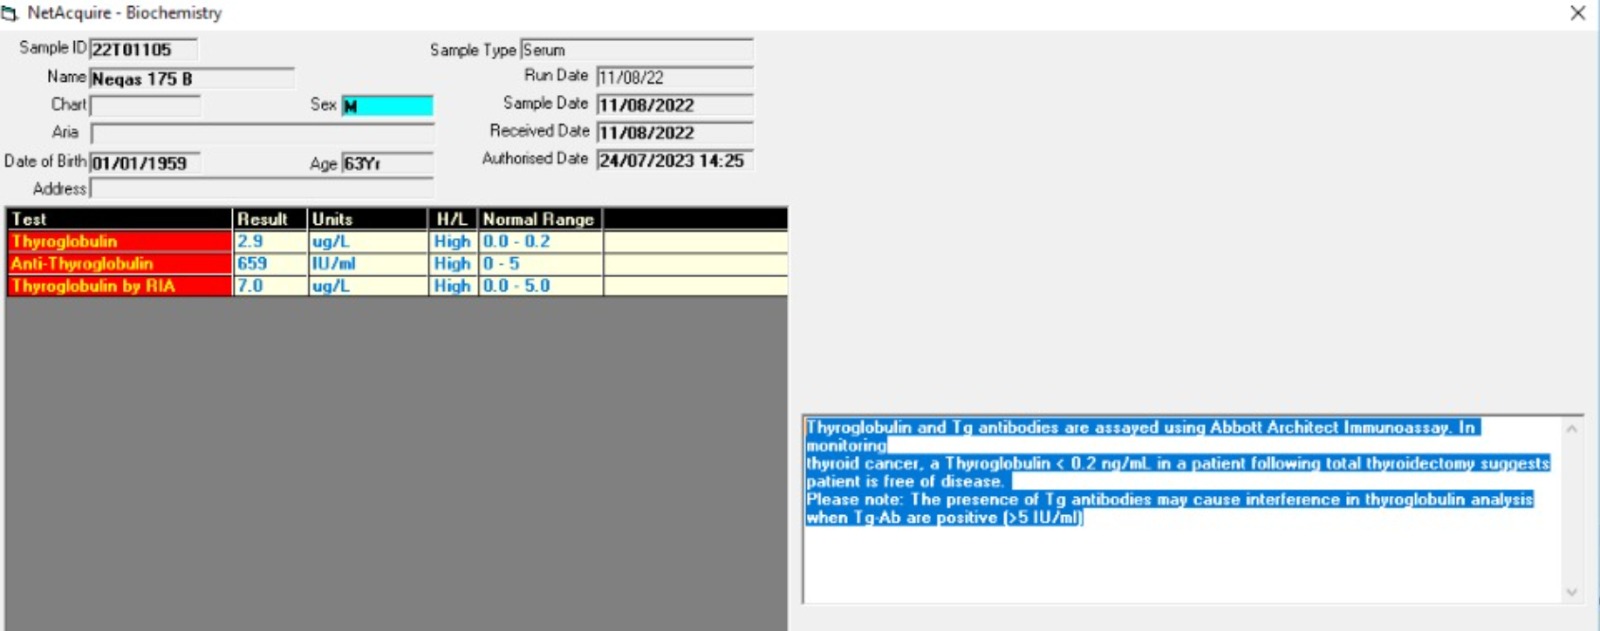 NetAcquire - Biochemistry
Sample ID 22T01105
Sample Type Serum
Name Neqas 175 B
Run Date 11/08/22
Chart
Sex M
Sample Date 11/08/2022
Aria
Received Date 11/08/2022
Date of Birth 01/01/1959
Age 63Yr
Authorised Date 24/07/2023 14:25
Address
Test Result Units H/L Normal Range
Thyroglobulin 2.9 ug/L High 0.0 - 0.2
Anti-Thyroglobulin 659 IU/ml High 0 - 5
Thyroglobulin by RIA 7.0 ug/L High 0.0 - 5.0
Thyroglobulin and Tg antibodies are assayed using Abbott Architect Immunoassay. In
monitoring
thyroid cancer, a Thyroglobulin < 0.2 ng/mL in a patient following total thyroidectomy suggests
patient is free of disease.
Please note: The presence of Tg antibodies may cause interference in thyroglobulin analysis
when Tg-Ab are positive (>5 IU/ml)